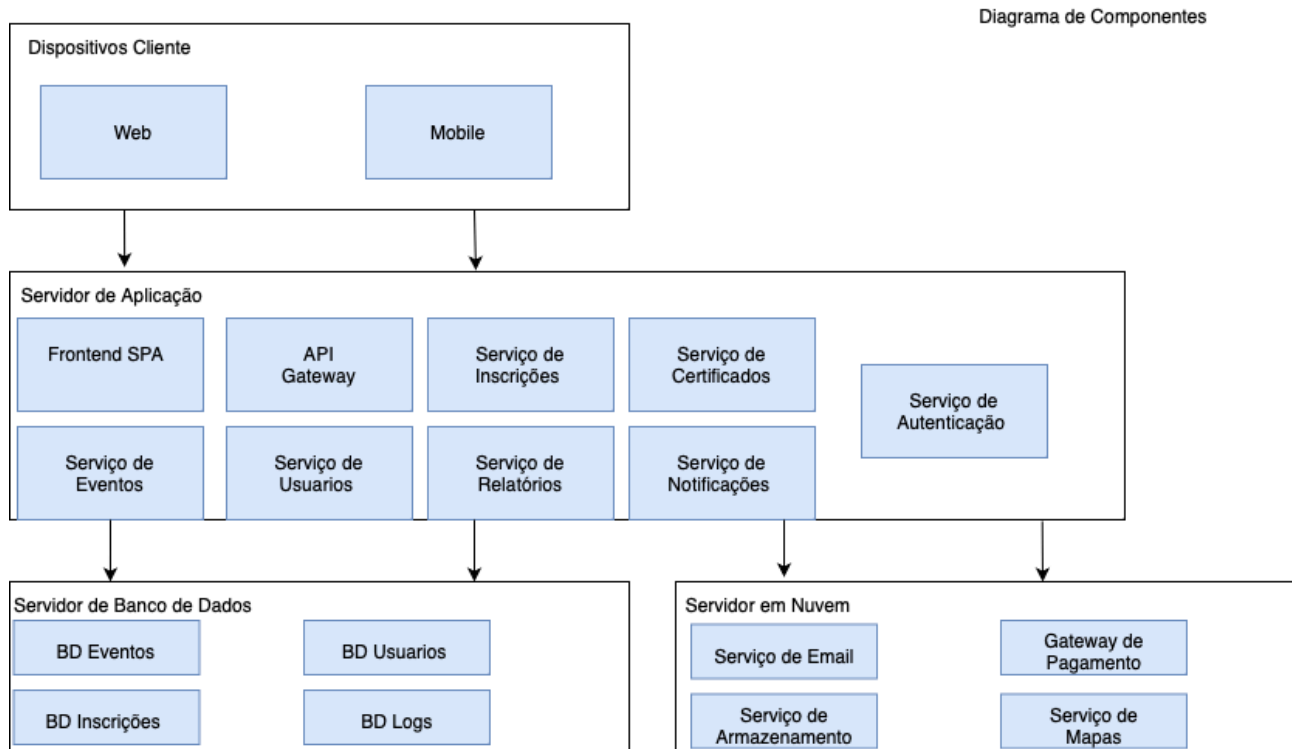 Diagrama de Componentes
Dispositivos Cliente
Web
Mobile
Servidor de Aplicação
Frontend SPA
API
Gateway
Serviço de
Inscrições
Serviço de
Certificados
Serviço de
Autenticação
Serviço de
Eventos
Serviço de
Usuarios
Serviço de
Relatórios
Serviço de
Notificações
Servidor de Banco de Dados
BD Eventos
BD Usuarios
BD Inscrições
BD Logs
Servidor em Nuvem
Serviço de Email
Gateway de
Pagamento
Serviço de
Armazenamento
Serviço de
Mapas